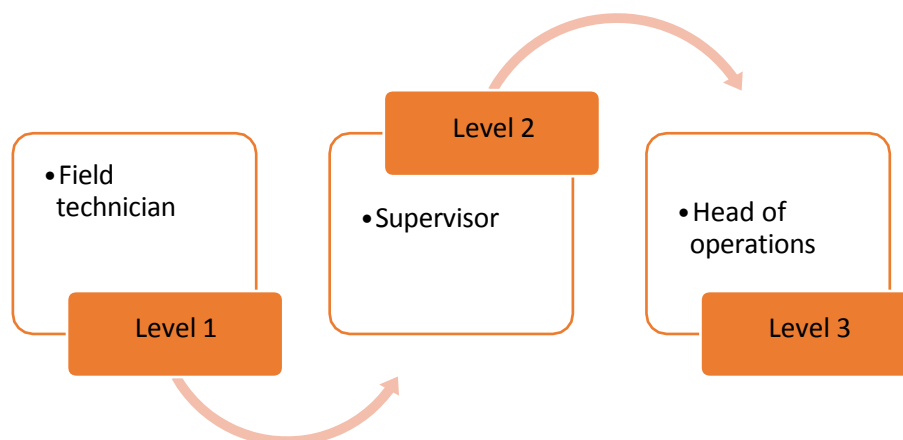 •Field
technician
Level 1
Level 2
•Supervisor
•Head of
operations
Level 3